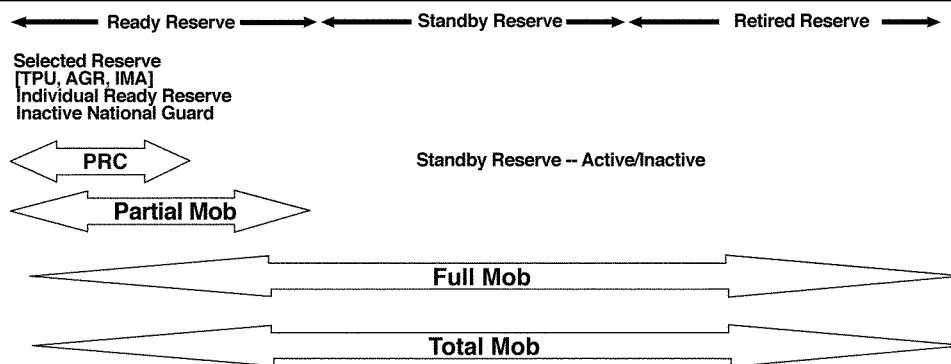 Ready Reserve Standby Reserve Retired Reserve
Selected Reserve
[TPU, AGR, IMA]
Individual Ready Reserve
Inactive National Guard
PRC
Standby Reserve -- Active/Inactive
Partial Mob
Full Mob
Total Mob